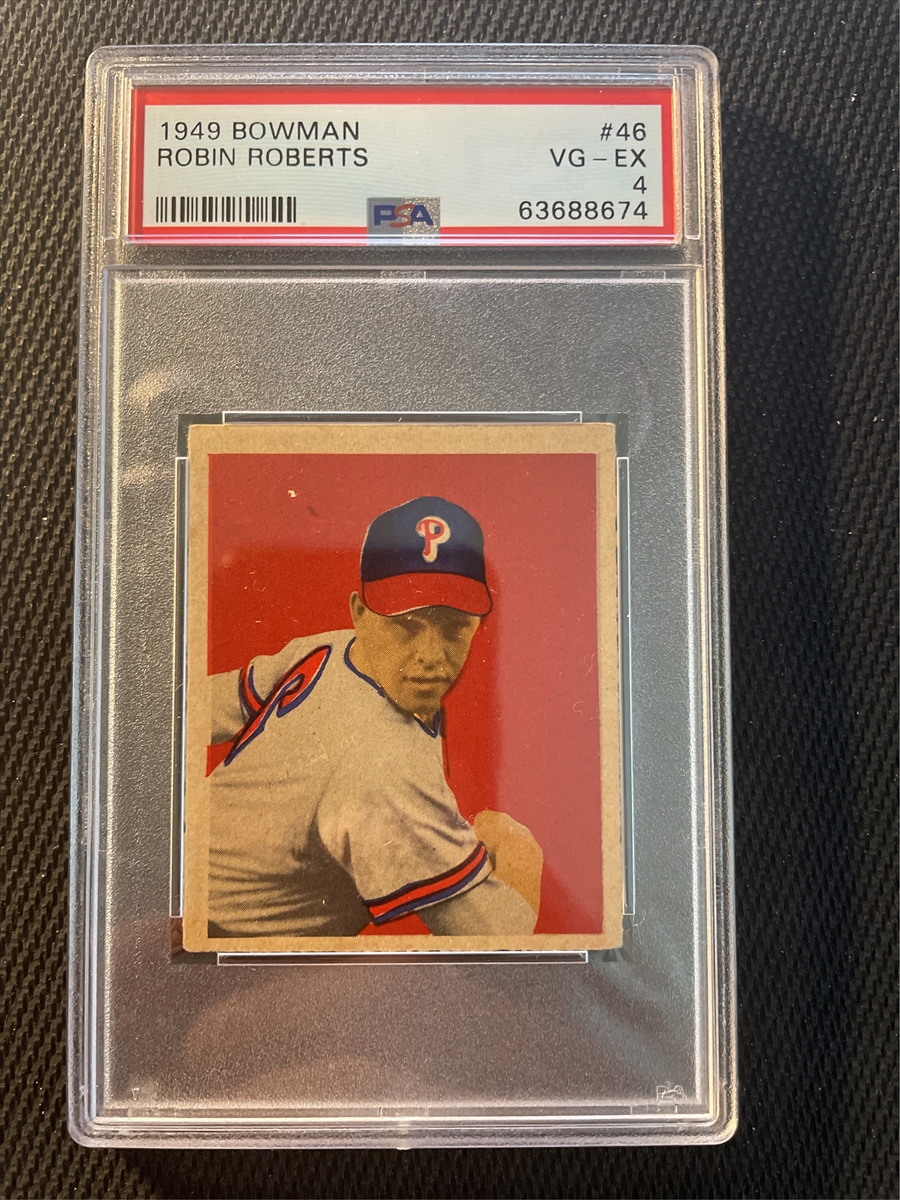 1949 BOWMAN
ROBIN ROBERTS
#46
VG - EX
4
63688674
PSA
P
P